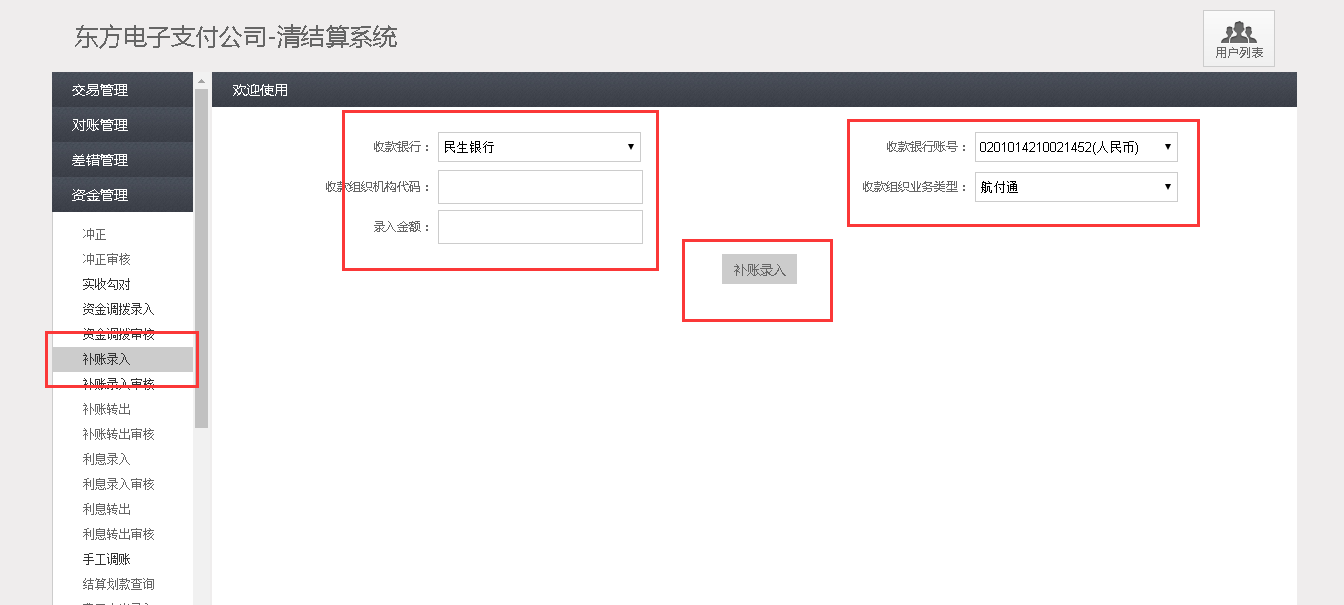 东方电子支付公司-清结算系统
用户列表
交易管理
对账管理
差错管理
资金管理
冲正
冲正审核
实收勾对
资金调拨录入
资金调拨审核
补账录入
补账录入审核
补账转出
补账转出审核
利息录入
利息录入审核
利息转出
利息转出审核
手工调账
结算划款查询
欢迎使用
收款银行： 民生银行
收款银行账号： 0201014210021452(人民币)
收款组织机构代码：
收款组织业务类型： 航付通
录入金额：
补账录入